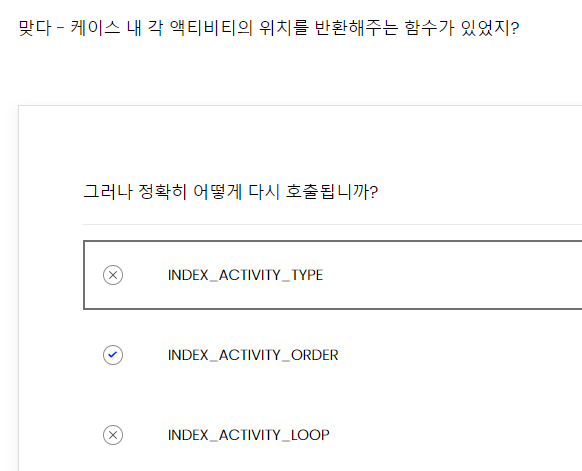 맞다 - 케이스 내 각 액티비티의 위치를 반환해주는 함수가 있었지?
그러나 정확히 어떻게 다시 호출됩니까?
INDEX_ACTIVITY_TYPE
INDEX_ACTIVITY_ORDER
INDEX_ACTIVITY_LOOP